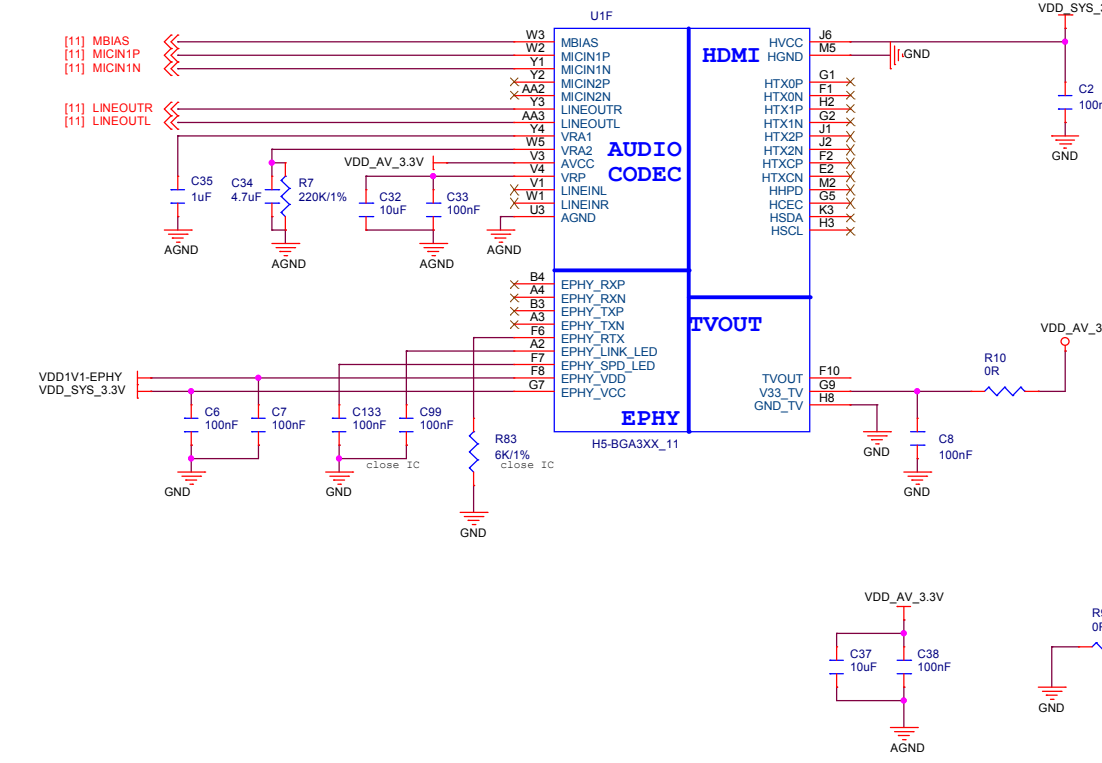 U1F
VDD_SYS_
[11] MBIAS
[11] MICIN1P
[11] MICIN1N
[11] LINEOUTR
[11] LINEOUTL
W3 MBIAS
W2 MICIN1P
Y1 MICIN1N
Y2 MICIN2P
AA2 MICIN2N
Y3 LINEOUTR
AA3 LINEOUTL
Y4 VRA1
W5 VRA2
V3 AVCC
V4 VRP
V1 LINEINL
W1 LINEINR
U3 AGND
AUDIO
CODEC
VDD_AV_3.3V
C35
1uF
C34
4.7uF
R7
220K/1%
C32
10uF
C33
100nF
AGND
AGND
AGND
AGND
HDMI
HVCC J6
HGND M5
GND
HTX0P G1
HTX0N F1
HTX1P H2
HTX1N G2
HTX2P J1
HTX2N J2
HTXCP F2
HTXCN E2
HHPD M2
HCEC G5
HSDA K3
HSCL H3
C2
100n
GND
B4 EPHY_RXP
A4 EPHY_RXN
B3 EPHY_TXP
A3 EPHY_TXN
F6 EPHY_RTX
A2 EPHY_LINK_LED
F7 EPHY_SPD_LED
F8 EPHY_VDD
G7 EPHY_VCC
EPHY
H5-BGA3XX_11
VDD1V1-EPHY
VDD_SYS_3.3V
C6
100nF
C7
100nF
C133
100nF
C99
100nF
close IC
R83
6K/1%
close IC
GND
GND
GND
TVOUT
TVOUT F10
V33_TV G9
GND_TV H8
GND
C8
100nF
GND
R10
0R
VDD_AV_3
VDD_AV_3.3V
C37
10uF
C38
100nF
AGND
GND